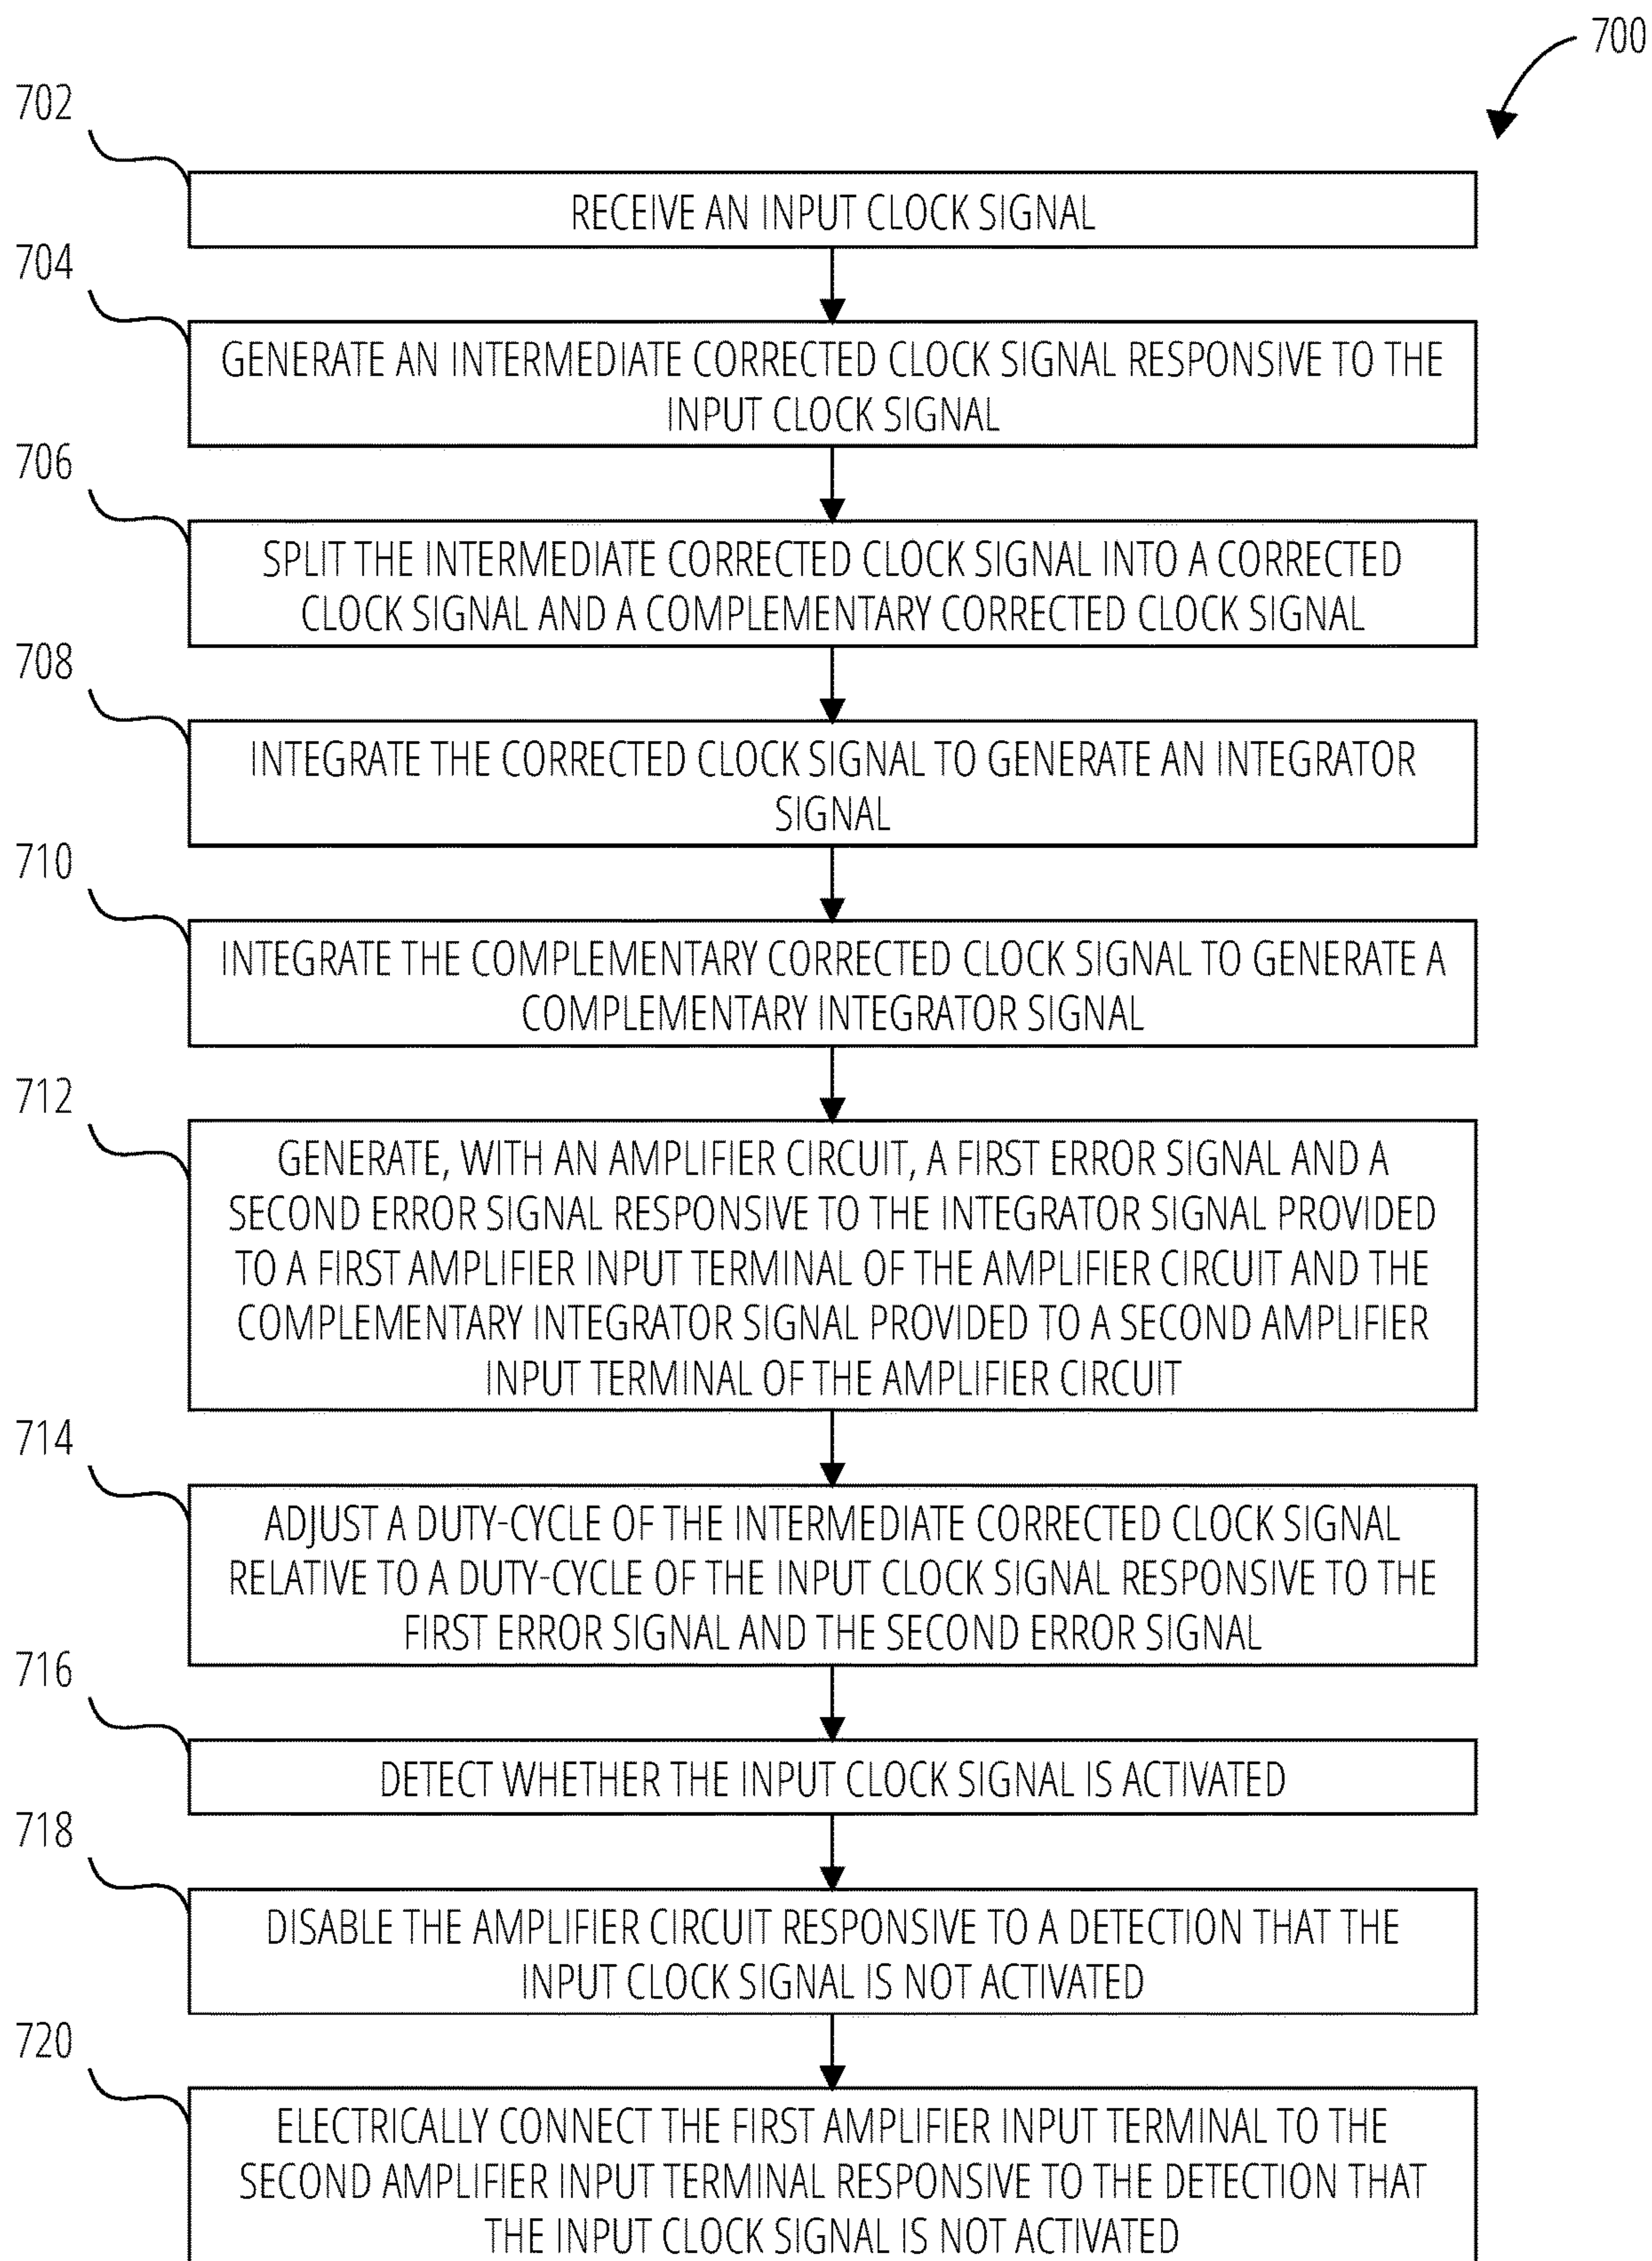 700
702
RECEIVE AN INPUT CLOCK SIGNAL
704
GENERATE AN INTERMEDIATE CORRECTED CLOCK SIGNAL RESPONSIVE TO THE
INPUT CLOCK SIGNAL
706
SPLIT THE INTERMEDIATE CORRECTED CLOCK SIGNAL INTO A CORRECTED
CLOCK SIGNAL AND A COMPLEMENTARY CORRECTED CLOCK SIGNAL
708
INTEGRATE THE CORRECTED CLOCK SIGNAL TO GENERATE AN INTEGRATOR
SIGNAL
710
INTEGRATE THE COMPLEMENTARY CORRECTED CLOCK SIGNAL TO GENERATE A
COMPLEMENTARY INTEGRATOR SIGNAL
712
GENERATE, WITH AN AMPLIFIER CIRCUIT, A FIRST ERROR SIGNAL AND A
SECOND ERROR SIGNAL RESPONSIVE TO THE INTEGRATOR SIGNAL PROVIDED
TO A FIRST AMPLIFIER INPUT TERMINAL OF THE AMPLIFIER CIRCUIT AND THE
COMPLEMENTARY INTEGRATOR SIGNAL PROVIDED TO A SECOND AMPLIFIER
INPUT TERMINAL OF THE AMPLIFIER CIRCUIT
714
ADJUST A DUTY-CYCLE OF THE INTERMEDIATE CORRECTED CLOCK SIGNAL
RELATIVE TO A DUTY-CYCLE OF THE INPUT CLOCK SIGNAL RESPONSIVE TO THE
FIRST ERROR SIGNAL AND THE SECOND ERROR SIGNAL
716
DETECT WHETHER THE INPUT CLOCK SIGNAL IS ACTIVATED
718
DISABLE THE AMPLIFIER CIRCUIT RESPONSIVE TO A DETECTION THAT THE
INPUT CLOCK SIGNAL IS NOT ACTIVATED
720
ELECTRICALLY CONNECT THE FIRST AMPLIFIER INPUT TERMINAL TO THE
SECOND AMPLIFIER INPUT TERMINAL RESPONSIVE TO THE DETECTION THAT
THE INPUT CLOCK SIGNAL IS NOT ACTIVATED